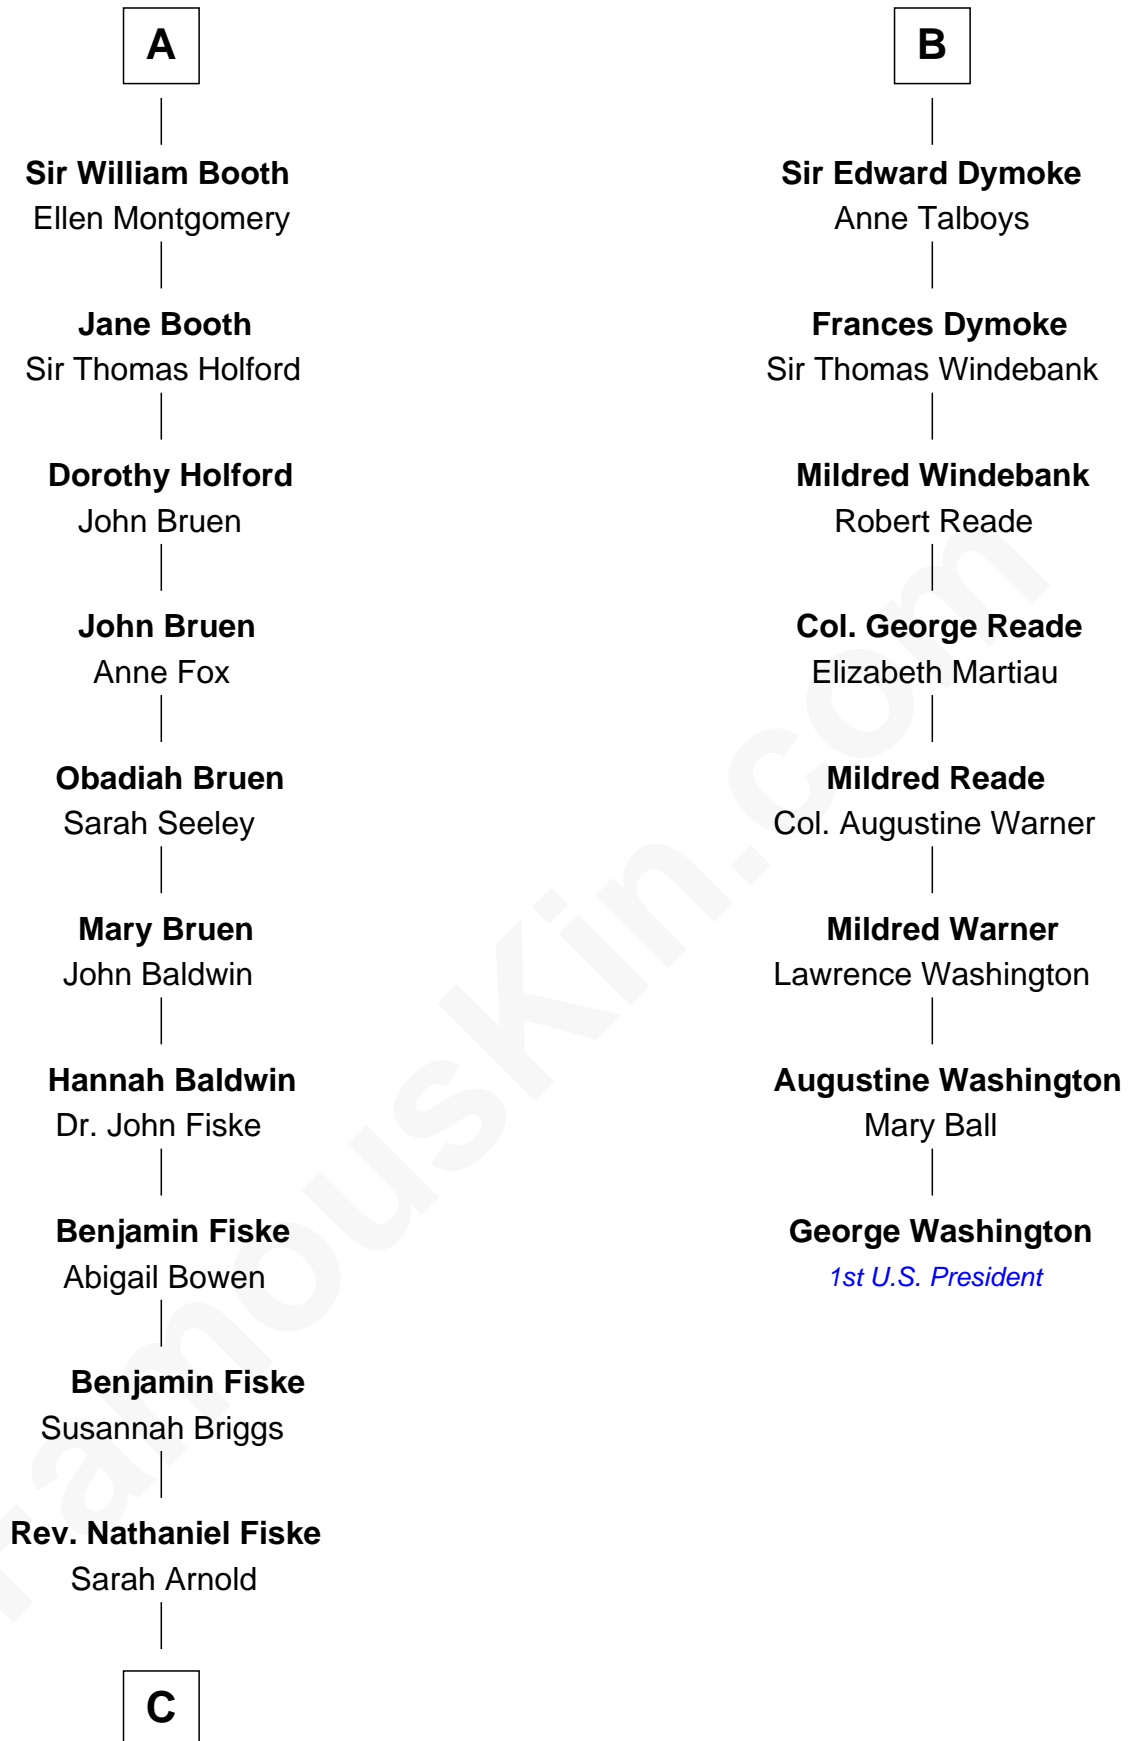 A
Sir William Booth
Ellen Montgomery
Jane Booth
Sir Thomas Holford
Dorothy Holford
John Bruen
John Bruen
Anne Fox
Obadiah Bruen
Sarah Seeley
Mary Bruen
John Baldwin
Hannah Baldwin
Dr. John Fiske
Benjamin Fiske
Abigail Bowen
Benjamin Fiske
Susannah Briggs
Rev. Nathaniel Fiske
Sarah Arnold
C
B
Sir Edward Dymoke
Anne Talboys
Frances Dymoke
Sir Thomas Windebank
Mildred Windebank
Robert Reade
Col. George Reade
Elizabeth Martiau
Mildred Reade
Col. Augustine Warner
Mildred Warner
Lawrence Washington
Augustine Washington
Mary Ball
George Washington
1st U.S. President
FamousKin.com